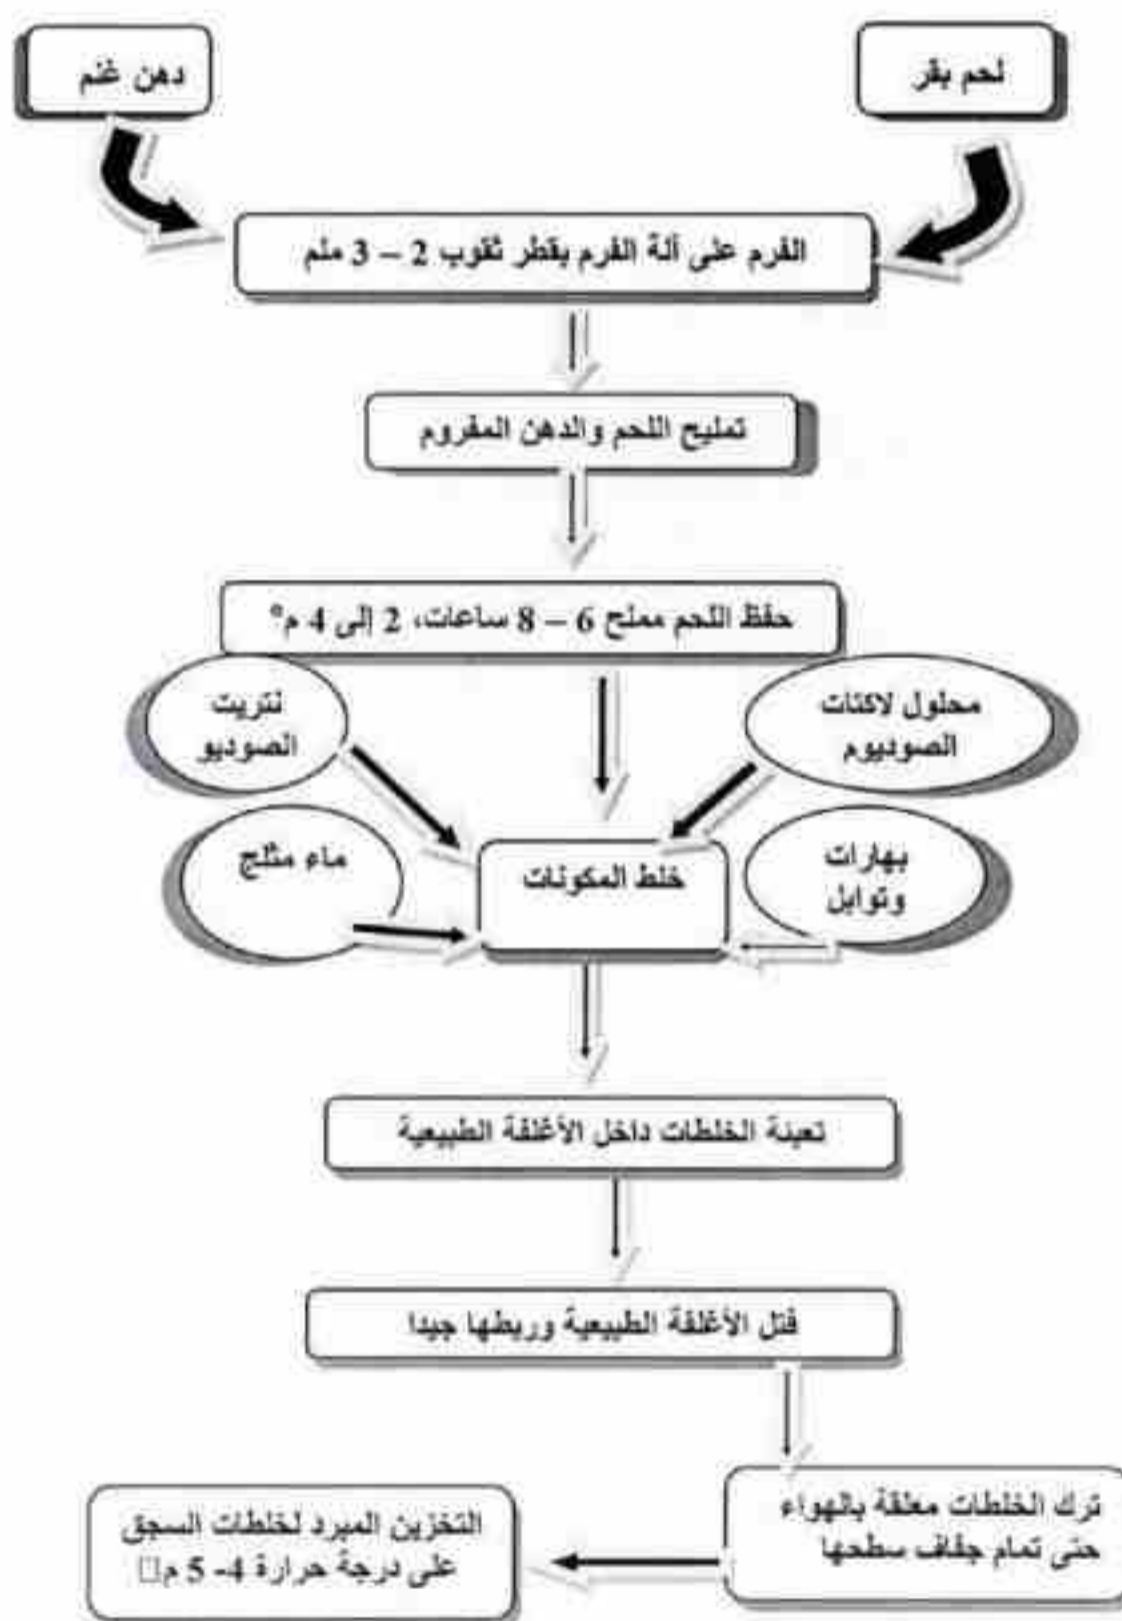 لحم بقر
دهن غنم
الفرم على ألة الفرم بقطر ثقوب 2 – 3 ملم
تمليح اللحم والدهن المفروم
حفظ اللحم مملح 6 – 8 ساعات، 2 إلى 4 م°
محلول لاكتات
الصوديوم
نتريت
الصوديو
بهارات
وتوابل
ماء مثلج
خلط المكونات
تعبئة الخلطات داخل الأغلفة الطبيعية
فتل الأغلفة الطبيعية وربطها جيدا
ترك الخلطات معلقة بالهواء
حتى تمام جفاف سطحها
التخزين المبرد لخلطات السجق
على درجة حرارة 4- 5 م□